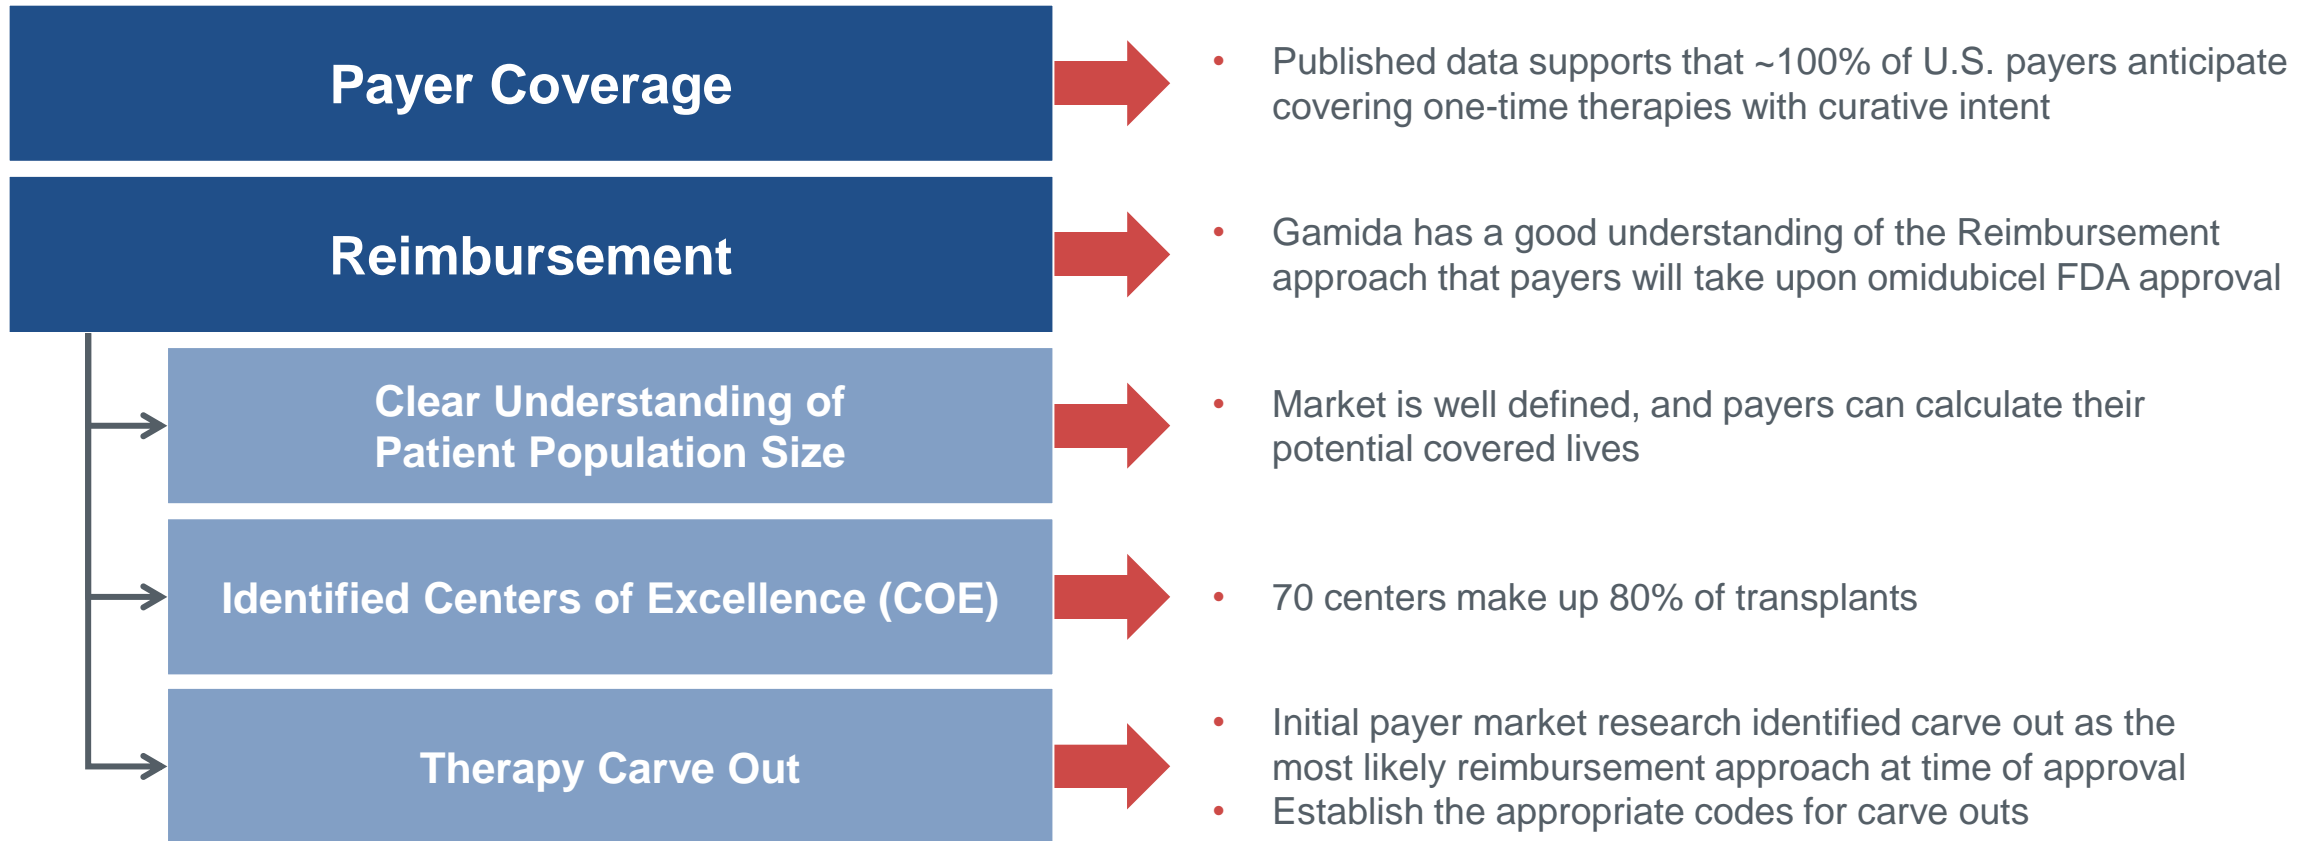 Payer Coverage
• Published data supports that ~100% of U.S. payers anticipate
covering one-time therapies with curative intent
Reimbursement
• Gamida has a good understanding of the Reimbursement
approach that payers will take upon omidubicel FDA approval
Clear Understanding of
Patient Population Size
• Market is well defined, and payers can calculate their
potential covered lives
Identified Centers of Excellence (COE)
• 70 centers make up 80% of transplants
Therapy Carve Out
• Initial payer market research identified carve out as the
most likely reimbursement approach at time of approval
• Establish the appropriate codes for carve outs